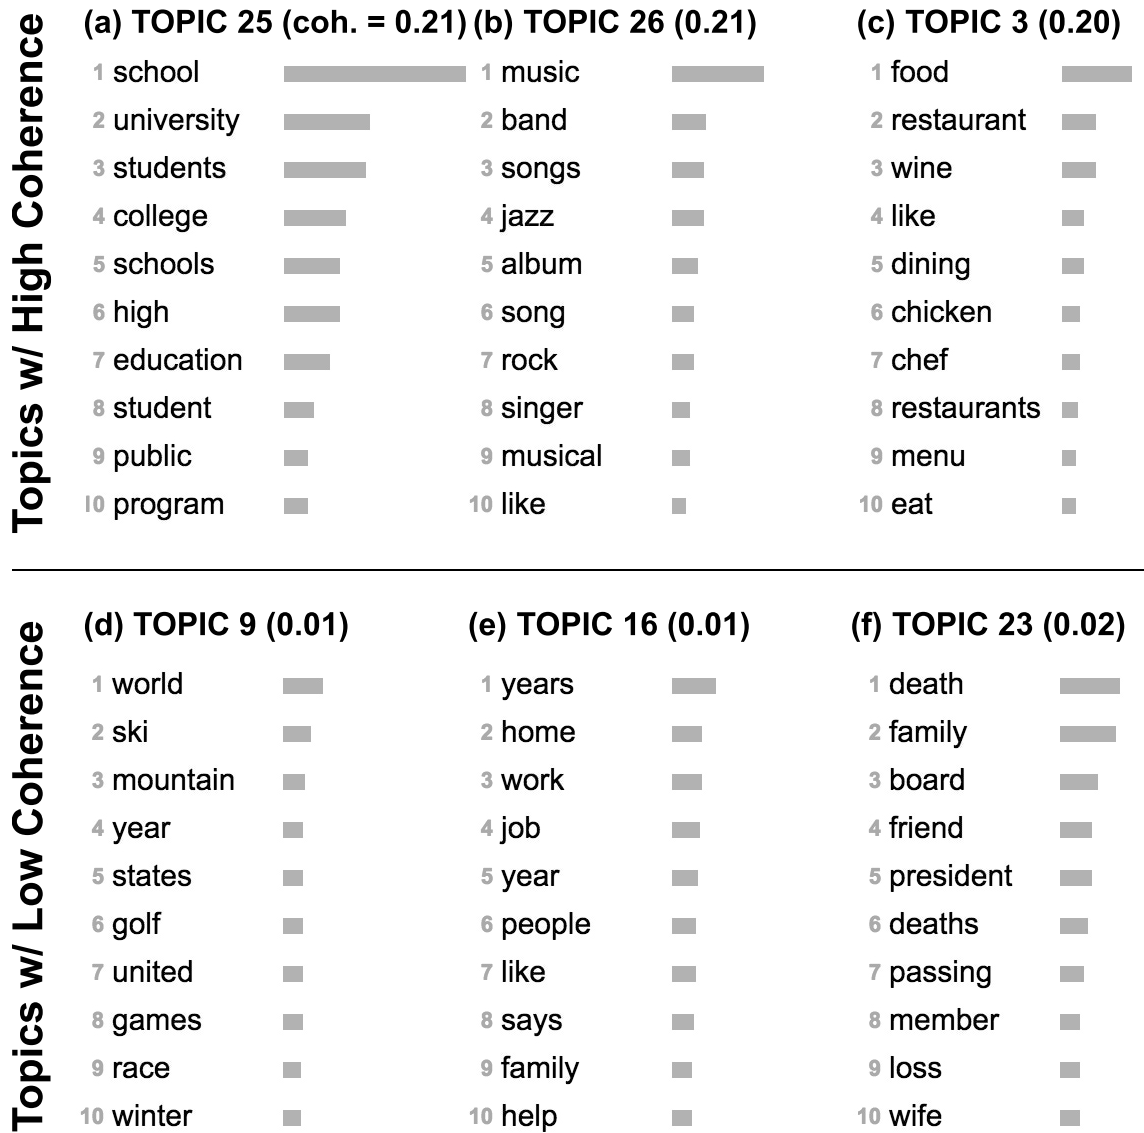 Topics w/ High Coherence
(a) TOPIC 25 (coh. = 0.21)
1 school
2 university
3 students
4 college
5 schools
6 high
7 education
8 student
9 public
10 program
(b) TOPIC 26 (0.21)
1 music
2 band
3 songs
4 jazz
5 album
6 song
7 rock
8 singer
9 musical
10 like
(c) TOPIC 3 (0.20)
1 food
2 restaurant
3 wine
4 like
5 dining
6 chicken
7 chef
8 restaurants
9 menu
10 eat
Topics w/ Low Coherence
(d) TOPIC 9 (0.01)
1 world
2 ski
3 mountain
4 year
5 states
6 golf
7 united
8 games
9 race
10 winter
(e) TOPIC 16 (0.01)
1 years
2 home
3 work
4 job
5 year
6 people
7 like
8 says
9 family
10 help
(f) TOPIC 23 (0.02)
1 death
2 family
3 board
4 friend
5 president
6 deaths
7 passing
8 member
9 loss
10 wife